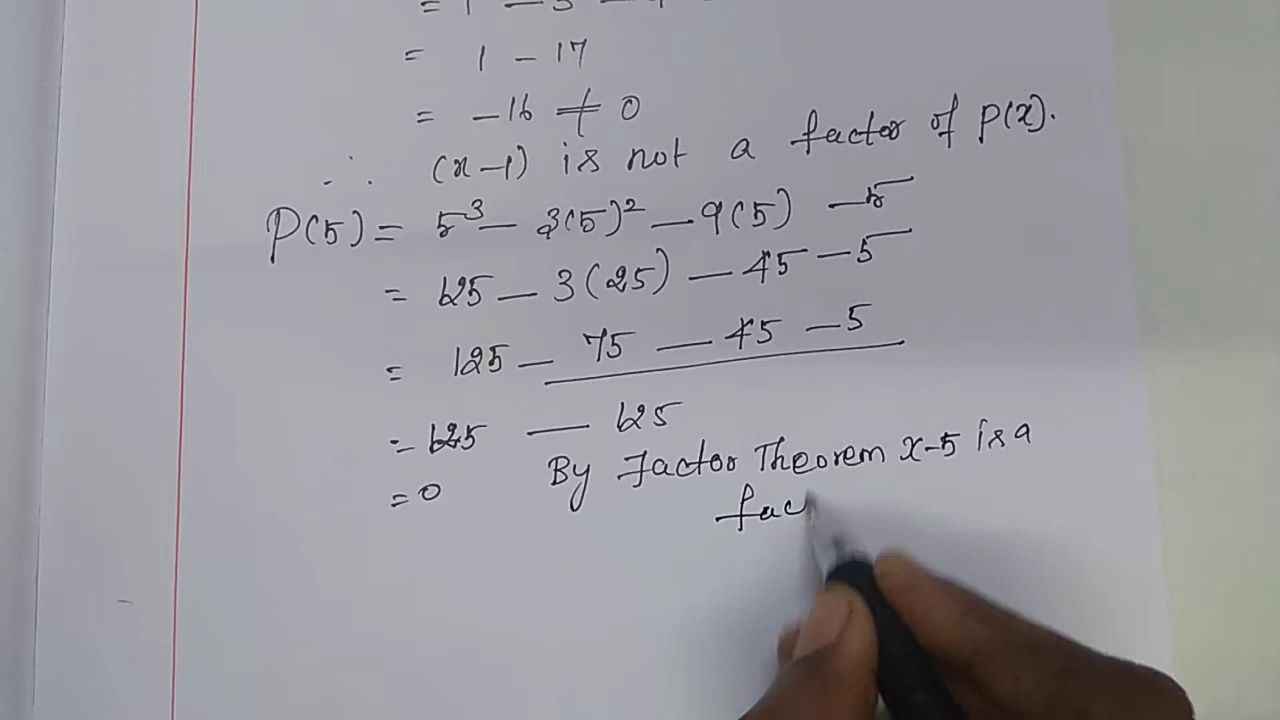 = 1 - 17
= -16 ≠ 0
∴ (x-1) is not a factor of P(x).
P(5) = 5³ - 3(5)² - 9(5) - 5
= 125 - 3(25) - 45 - 5
= 125 - 75 - 45 - 5
= 125 - 125
= 0 By Factor Theorem x-5 is a
fac